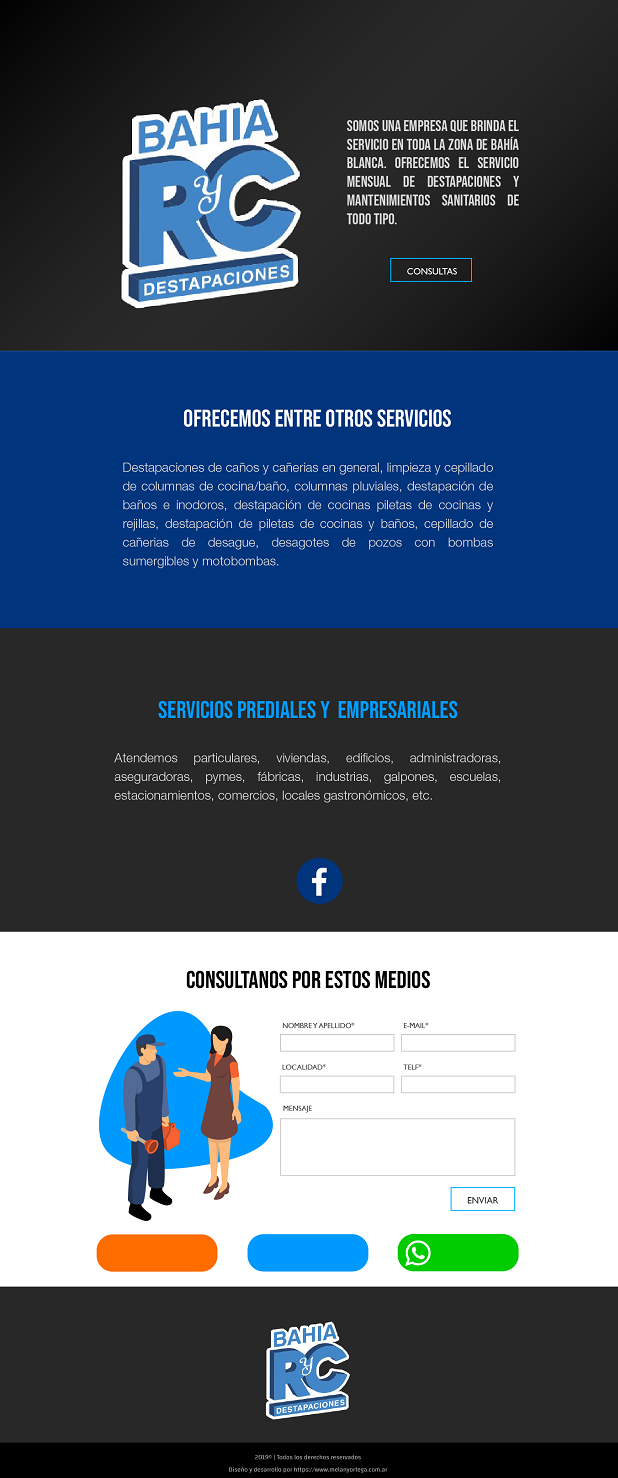 BAHIA
RyC
DESTAPACIONES
SOMOS UNA EMPRESA QUE BRINDA EL
SERVICIO EN TODA LA ZONA DE BAHÍA
BLANCA. OFRECEMOS EL SERVICIO
MENSUAL DE DESTAPACIONES Y
MANTENIMIENTOS SANITARIOS DE
TODO TIPO.
CONSULTAS
OFRECEMOS ENTRE OTROS SERVICIOS
Destapaciones de caños y cañerias en general, limpieza y cepillado
de columnas de cocina/baño, columnas pluviales, destapación de
baños e inodoros, destapación de cocinas piletas de cocinas y
rejillas, destapación de piletas de cocinas y baños, cepillado de
cañerias de desague, desagotes de pozos con bombas
sumergibles y motobombas.
SERVICIOS PREDIALES Y EMPRESARIALES
Atendemos particulares, viviendas, edificios, administradoras,
aseguradoras, pymes, fábricas, industrias, galpones, escuelas,
estacionamientos, comercios, locales gastronómicos, etc.
CONSULTANOS POR ESTOS MEDIOS
NOMBRE Y APELLIDO* E-MAIL*
LOCALIDAD* TELF*
MENSAJE
ENVIAR
BAHIA
RyC
DESTAPACIONES
2019® | Todos los derechos reservados.
Diseño y desarrollo por https://www.melanyortega.com.ar